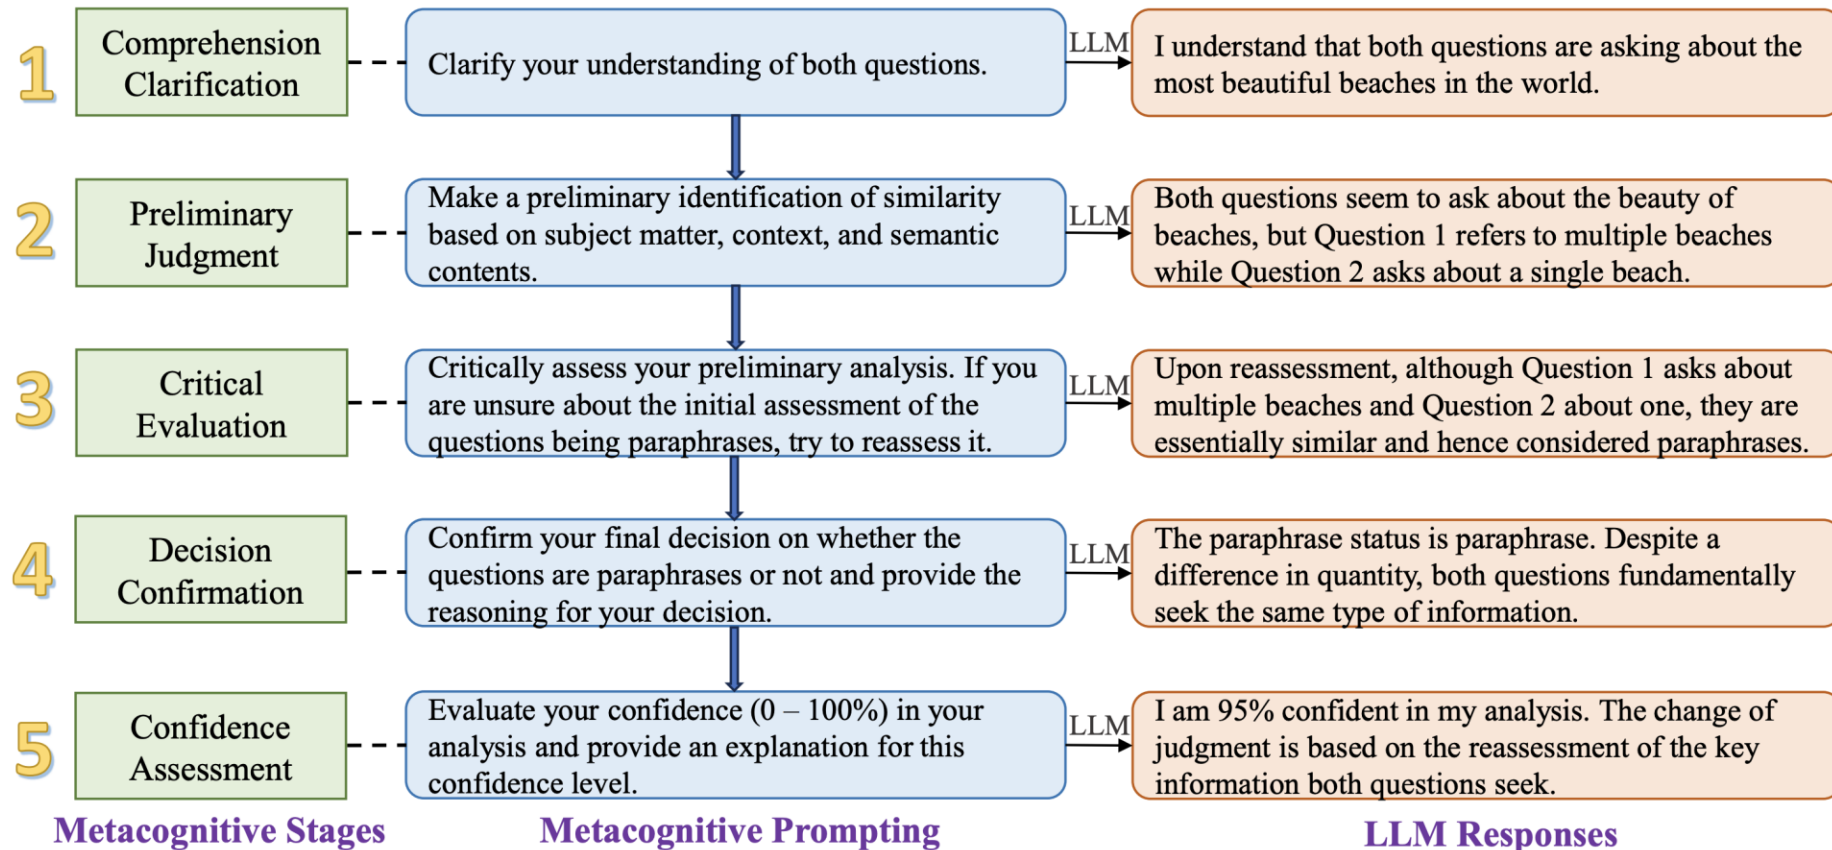 1
Comprehension
Clarification
Clarify your understanding of both questions.
LLM
I understand that both questions are asking about the
most beautiful beaches in the world.
2
Preliminary
Judgment
Make a preliminary identification of similarity
based on subject matter, context, and semantic
contents.
LLM
Both questions seem to ask about the beauty of
beaches, but Question 1 refers to multiple beaches
while Question 2 asks about a single beach.
3
Critical
Evaluation
Critically assess your preliminary analysis. If you
are unsure about the initial assessment of the
questions being paraphrases, try to reassess it.
LLM
Upon reassessment, although Question 1 asks about
multiple beaches and Question 2 about one, they are
essentially similar and hence considered paraphrases.
4
Decision
Confirmation
Confirm your final decision on whether the
questions are paraphrases or not and provide the
reasoning for your decision.
LLM
The paraphrase status is paraphrase. Despite a
difference in quantity, both questions fundamentally
seek the same type of information.
5
Confidence
Assessment
Evaluate your confidence (0 – 100%) in your
analysis and provide an explanation for this
confidence level.
LLM
I am 95% confident in my analysis. The change of
judgment is based on the reassessment of the key
information both questions seek.
Metacognitive Stages
Metacognitive Prompting
LLM Responses